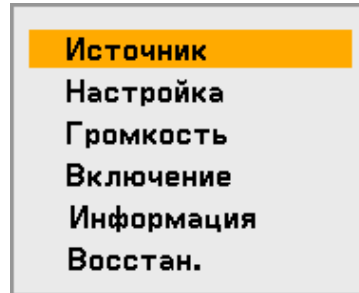 Источник
Настройка
Громкость
Включение
Информация
Восстан.